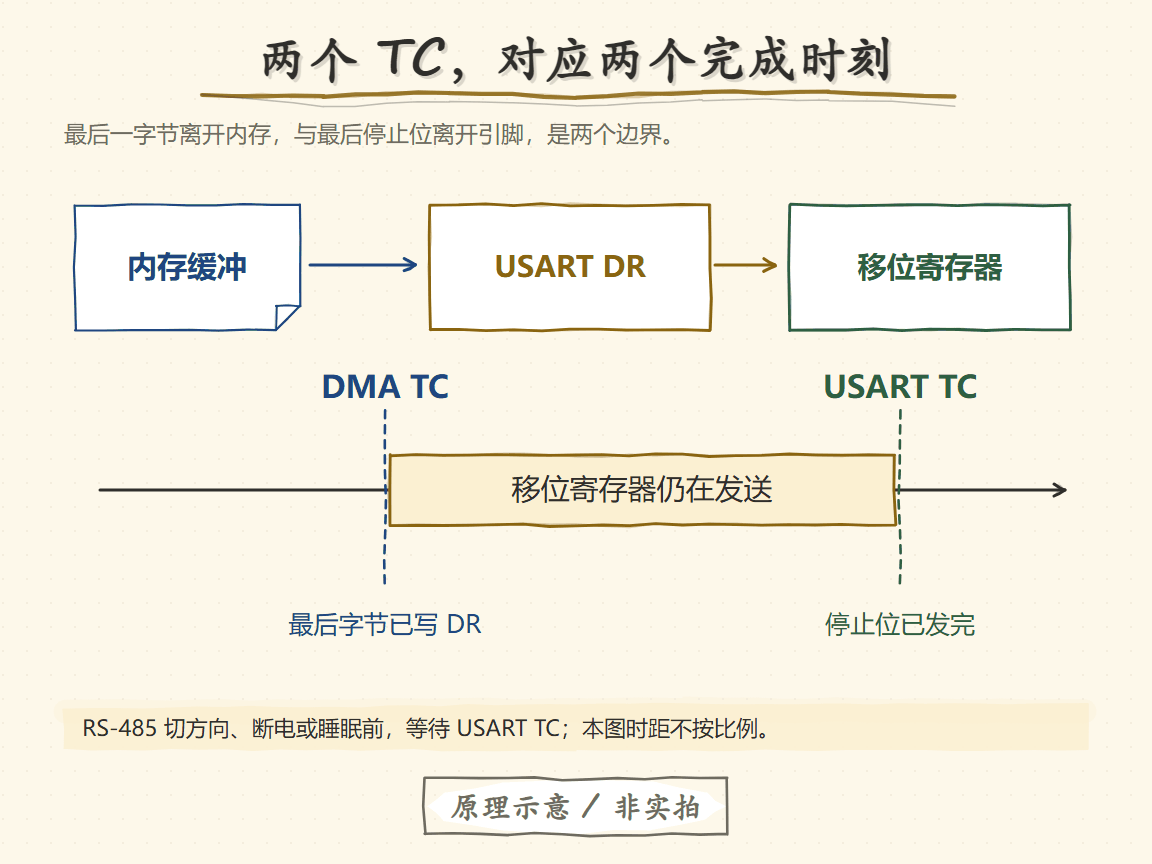 两个 TC，对应两个完成时刻
最后一字节离开内存，与最后停止位离开引脚，是两个边界。
内存缓冲
USART DR
移位寄存器
DMA TC
USART TC
移位寄存器仍在发送
最后字节已写 DR
停止位已发完
RS-485 切方向、断电或睡眠前，等待 USART TC；本图时距不按比例。
原理示意 / 非实拍